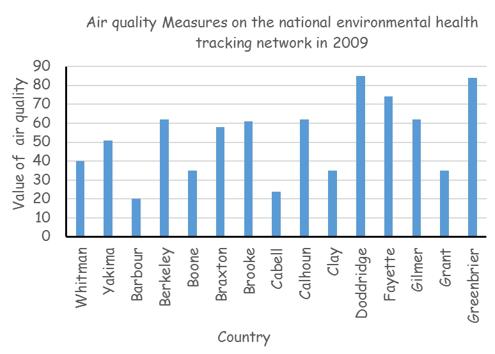 Air quality Measures on the national environmental health
tracking network in 2009
Value of air quality
90
80
70
60
50
40
30
20
10
0
Whitman
Yakima
Barbour
Berkeley
Boone
Braxton
Brooke
Cabell
Calhoun
Clay
Doddridge
Fayette
Gilmer
Grant
Greenbrier
Country